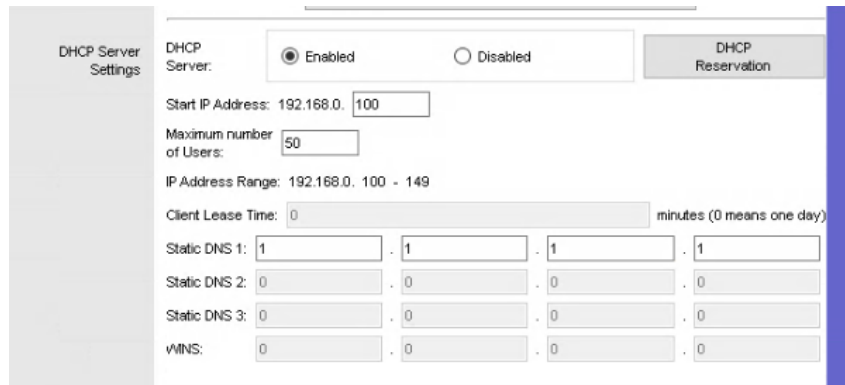 DHCP Server Settings
DHCP Server: Enabled Disabled DHCP Reservation
Start IP Address: 192.168.0. 100
Maximum number of Users: 50
IP Address Range: 192.168.0. 100 - 149
Client Lease Time: 0 minutes (0 means one day)
Static DNS 1: 1 . 1 . 1 . 1
Static DNS 2: 0 . 0 . 0 . 0
Static DNS 3: 0 . 0 . 0 . 0
WINS: 0 . 0 . 0 . 0